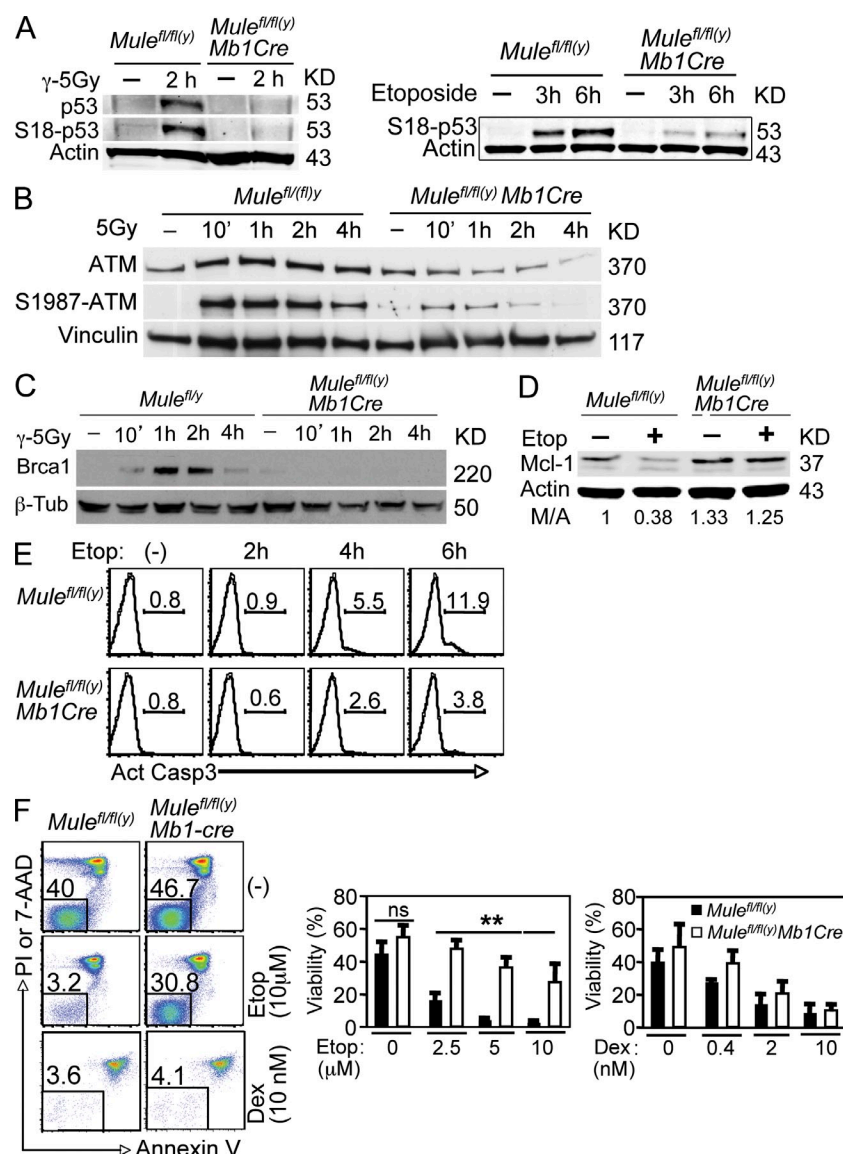 A
Mule fl/fl(y)
Mule fl/fl(y)
Mb1Cre
γ-5Gy – 2 h – 2 h KD
p53 53
S18-p53 53
Actin 43
Mule fl/fl(y)
Mule fl/fl(y)
Mb1Cre
Etoposide – 3h 6h – 3h 6h KD
S18-p53 53
Actin 43
B
Mule fl/(fl)y Mule fl/fl(y) Mb1Cre
5Gy – 10’ 1h 2h 4h – 10’ 1h 2h 4h KD
ATM 370
S1987-ATM 370
Vinculin 117
C
Mule fl/y
Mule fl/fl(y)
Mb1Cre
γ-5Gy – 10’ 1h 2h 4h – 10’ 1h 2h 4h KD
Brca1 220
β-Tub 50
D
Mule fl/fl(y)
Mule fl/fl(y)
Mb1Cre
Etop – + – + KD
Mcl-1 37
Actin 43
M/A 1 0.38 1.33 1.25
E
Etop: (-) 2h 4h 6h
Mule fl/fl(y) 0.8 0.9 5.5 11.9
Mule fl/fl(y)
Mb1Cre 0.8 0.6 2.6 3.8
Act Casp3
F
Mule fl/fl(y)
Mule fl/fl(y)
Mb1-cre
40 46.7 (-)
3.2 30.8 Etop
(10μM)
3.6 4.1 Dex
(10 nM)
PI or 7-AAD
Annexin V
Viability (%)
80
60
40
20
0
ns **
Etop: 0 2.5 5 10
(μM)
Viability (%)
80
60
40
20
0
Mule fl/fl(y)
Mule fl/fl(y) Mb1Cre
Dex: 0 0.4 2 10
(nM)